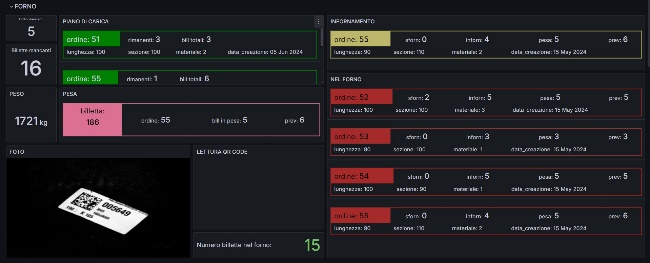 FORNO
5
Billette mancanti
16
PESO
1721 kg
PIANO DI CARICA
ordine: 51 rimanenti: 3 bill totali: 3
lunghezza: 100 sezione: 100 materiale: 2 data_creazione: 05 Jun 2024
ordine: 55 rimanenti: 1 bill totali: 6
PESA
billetta: 186 ordine: 55 bill in pesa: 5 prev: 6
FOTO
005649
LETTURA QR CODE
Numero billette nel forno: 15
INFORNAMENTO
ordine: 55 sforn: 0 inforn: 4 pesa: 5 prev: 6
lunghezza: 90 sezione: 110 materiale: 2 data_creazione: 15 May 2024
NEL FORNO
ordine: 52 sforn: 2 inforn: 5 pesa: 5 prev: 5
lunghezza: 100 sezione: 100 materiale: 3 data_creazione: 15 May 2024
ordine: 53 sforn: 0 inforn: 3 pesa: 3 prev: 3
lunghezza: 80 sezione: 100 materiale: 1 data_creazione: 15 May 2024
ordine: 54 sforn: 0 inforn: 5 pesa: 5 prev: 5
lunghezza: 100 sezione: 100 materiale: 1 data_creazione: 15 May 2024
ordine: 55 sforn: 0 inforn: 4 pesa: 5 prev: 6
lunghezza: 90 sezione: 110 materiale: 2 data_creazione: 15 May 2024